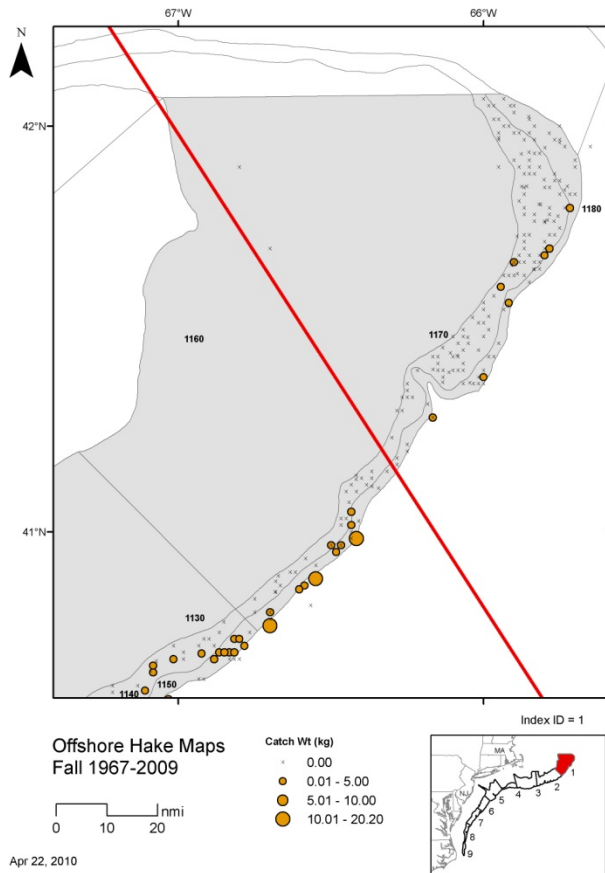 67°W 66°W
N
42°N
1180
1160
1170
41°N
1130
1150
1140
Index ID = 1
Offshore Hake Maps
Fall 1967-2009
Catch Wt (kg)
0.00
0.01 - 5.00
5.01 - 10.00
10.01 - 20.20
nmi
0 10 20
MA
NJ
1
2
3
4
5
6
7
8
9
Apr 22, 2010